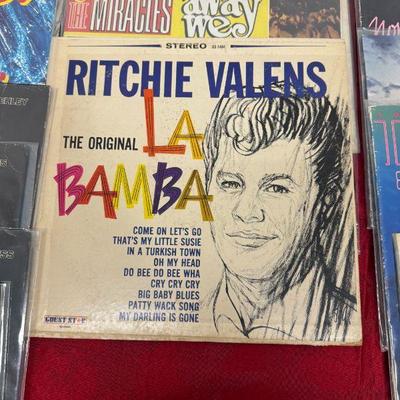 THE MIRACLES
away we
STEREO
RITCHIE VALENS
THE ORIGINAL LA
BAMBA
COME ON LET'S GO
THAT'S MY LITTLE SUSIE
IN A TURKISH TOWN
OH MY HEAD
DO BEE DO BEE WHA
CRY CRY CRY
BIG BABY BLUES
PATTY WACK SONG
MY DARLING IS GONE
GUEST STAR